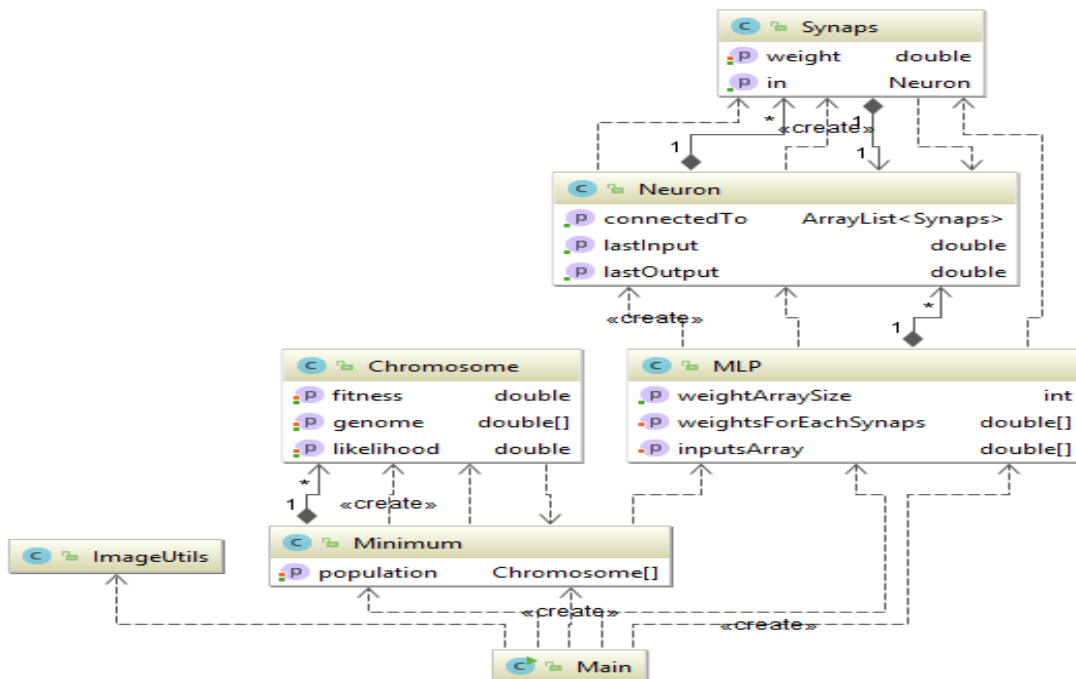 Synaps
weight double
in Neuron
* «create» 1
1 1
Neuron
connectedTo ArrayList<Synaps>
lastInput double
lastOutput double
«create» 1 *
Chromosome
fitness double
genome double[]
likelihood double
MLP
weightArraySize int
weightsForEachSynaps double[]
inputsArray double[]
*
1 «create»
Minimum
population Chromosome[]
ImageUtils
«create»
«create»
Main